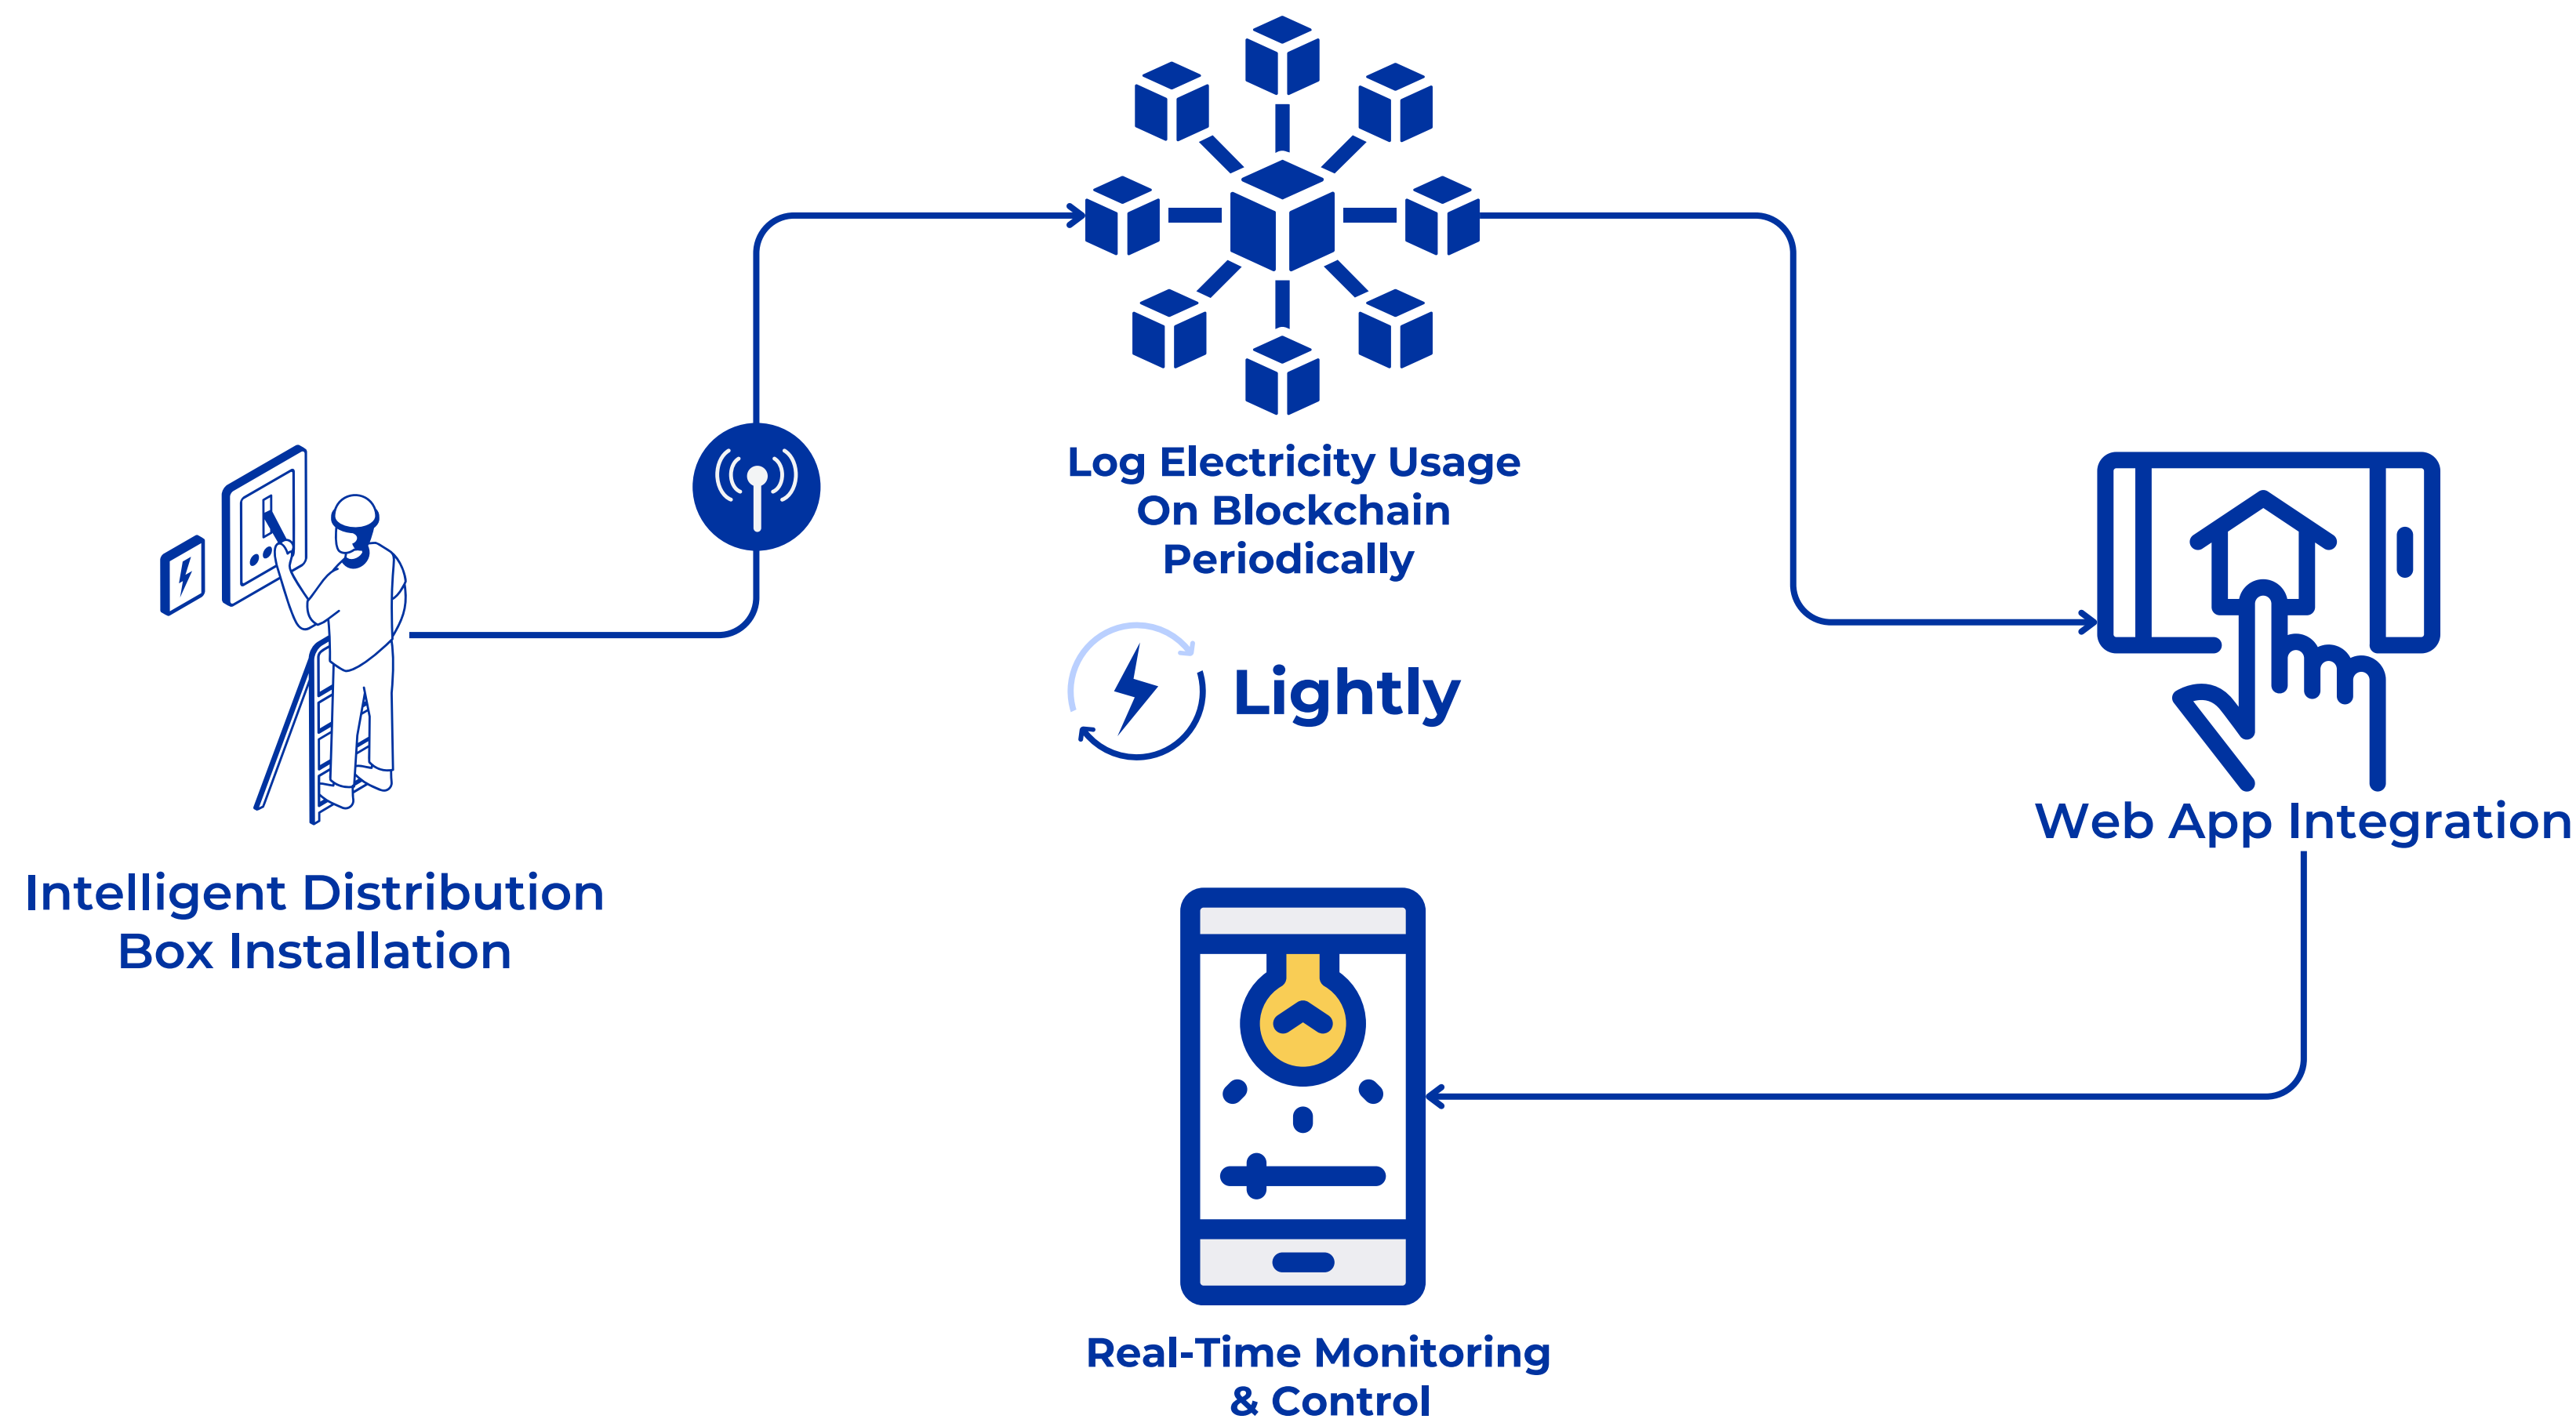 Log Electricity Usage
On Blockchain
Periodically
Lightly
Web App Integration
Intelligent Distribution
Box Installation
Real-Time Monitoring
& Control